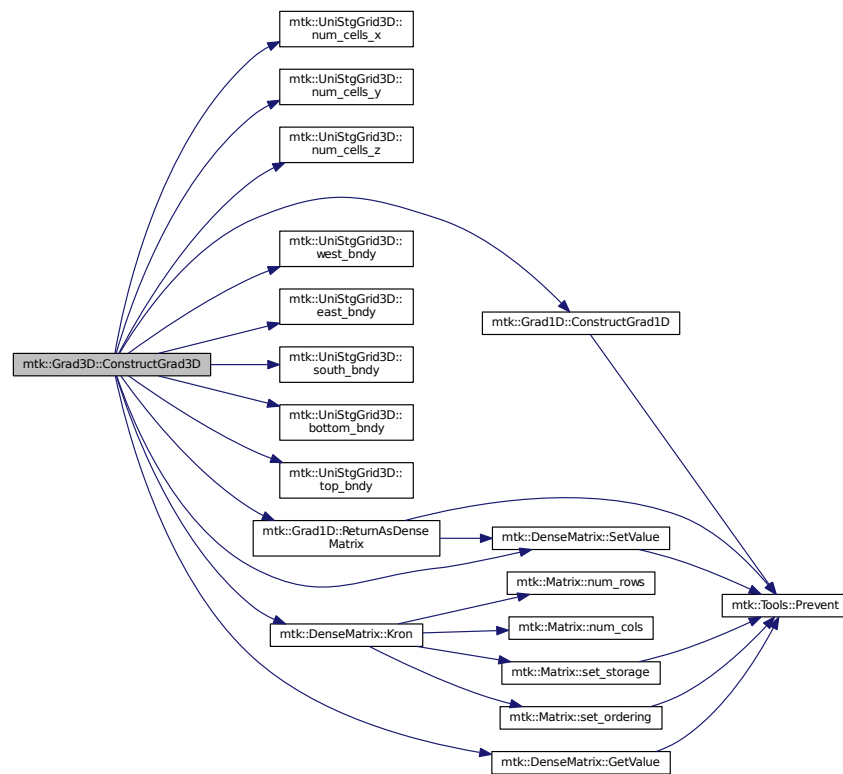 mtk::UniStgGrid3D::
num_cells_x
mtk::UniStgGrid3D::
num_cells_y
mtk::UniStgGrid3D::
num_cells_z
mtk::UniStgGrid3D::
west_bndy
mtk::UniStgGrid3D::
east_bndy
mtk::Grad1D::ConstructGrad1D
mtk::Grad3D::ConstructGrad3D
mtk::UniStgGrid3D::
south_bndy
mtk::UniStgGrid3D::
bottom_bndy
mtk::UniStgGrid3D::
top_bndy
mtk::Grad1D::ReturnAsDense
Matrix
mtk::DenseMatrix::SetValue
mtk::Matrix::num_rows
mtk::Tools::Prevent
mtk::DenseMatrix::Kron
mtk::Matrix::num_cols
mtk::Matrix::set_storage
mtk::Matrix::set_ordering
mtk::DenseMatrix::GetValue